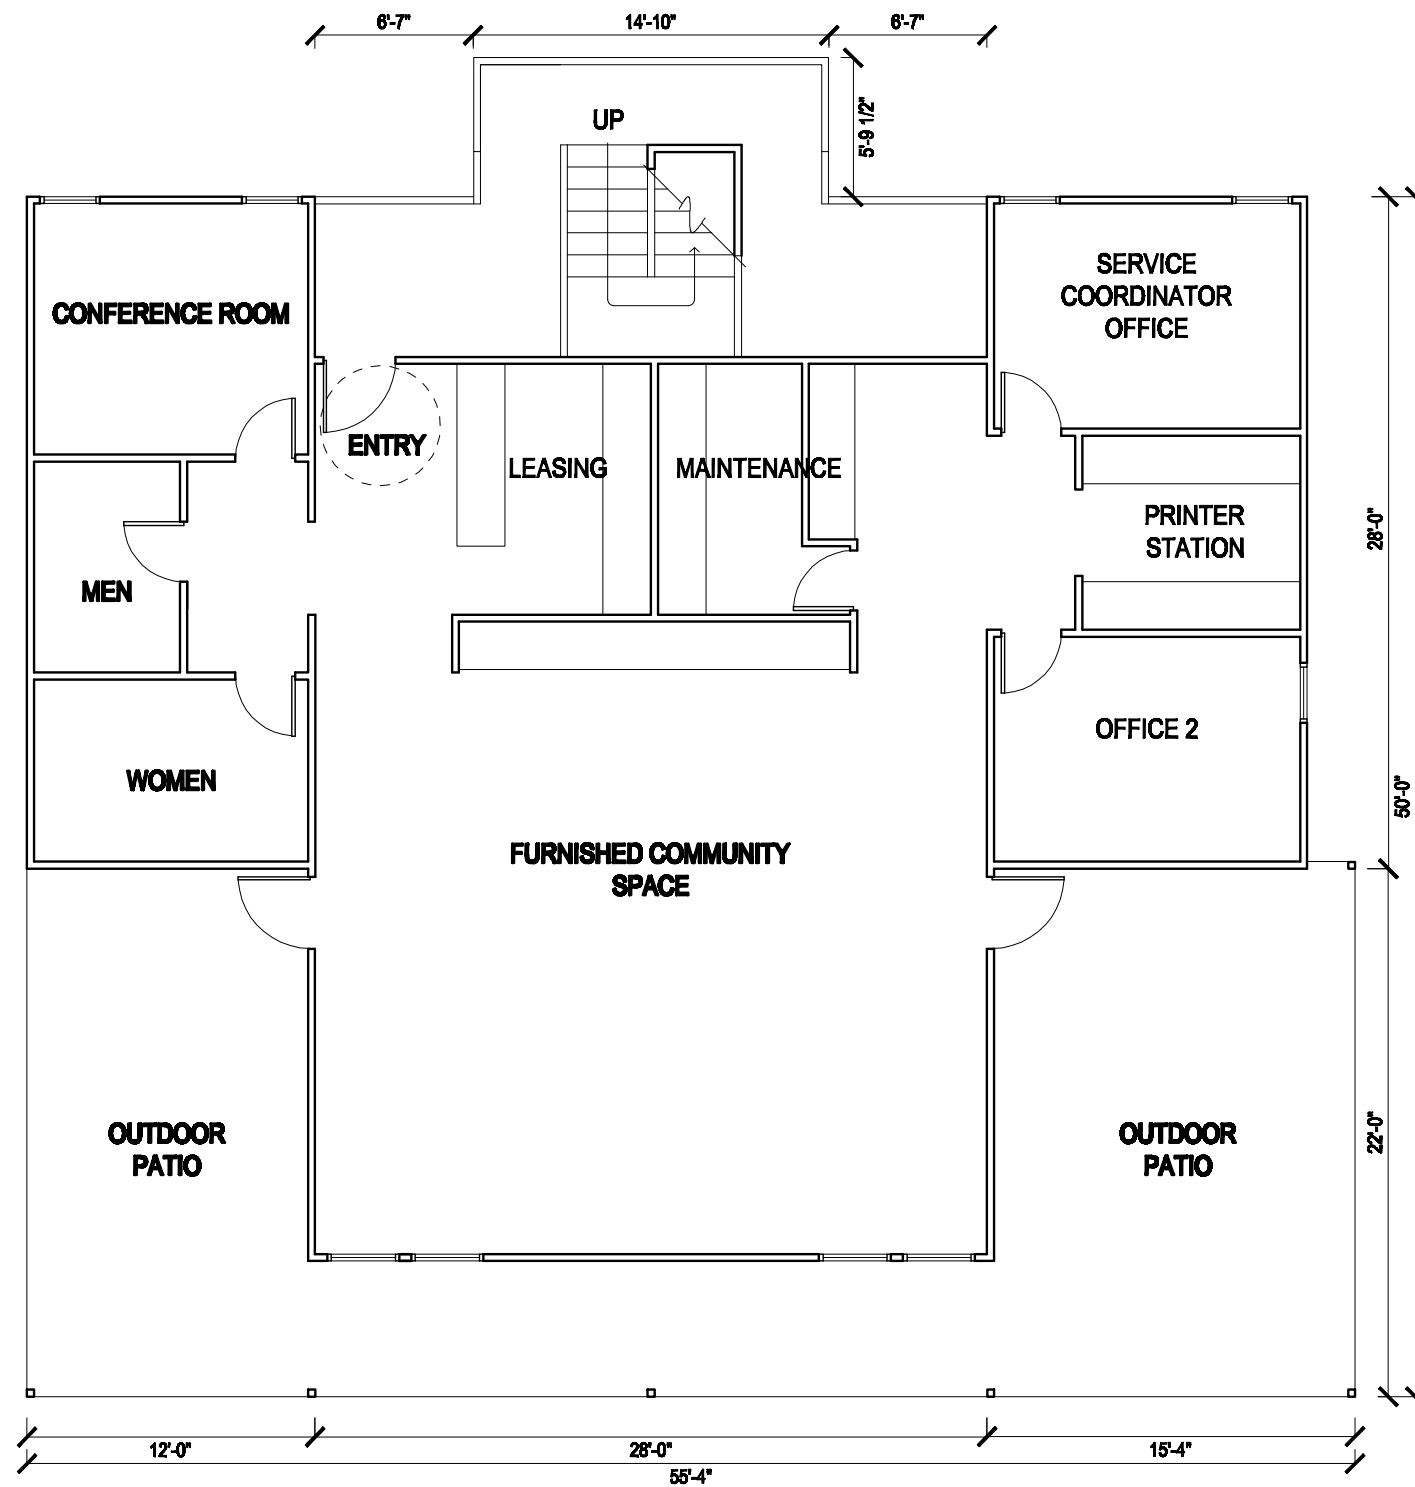 6'-7"
14'-10"
6'-7"
5'-9 1/2"
UP
CONFERENCE ROOM
SERVICE
COORDINATOR
OFFICE
ENTRY
LEASING
MAINTENANCE
PRINTER
STATION
28'-0"
MEN
OFFICE 2
WOMEN
50'-0"
FURNISHED COMMUNITY
SPACE
OUTDOOR
PATIO
OUTDOOR
PATIO
22'-0"
12'-0"
28'-0"
15'-4"
55'-4"